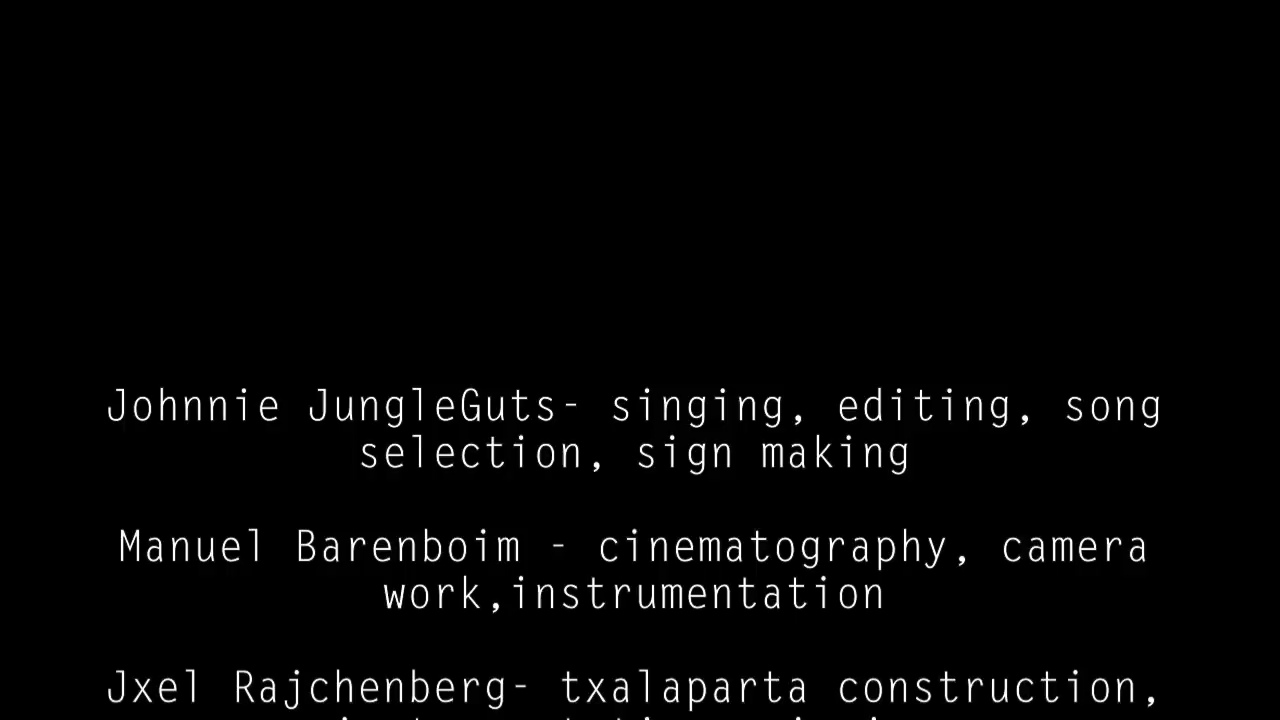 Johnnie JungleGuts- singing, editing, song
selection, sign making
Manuel Barenboim - cinematography, camera
work,instrumentation
Jxel Rajchenberg- txalaparta construction,